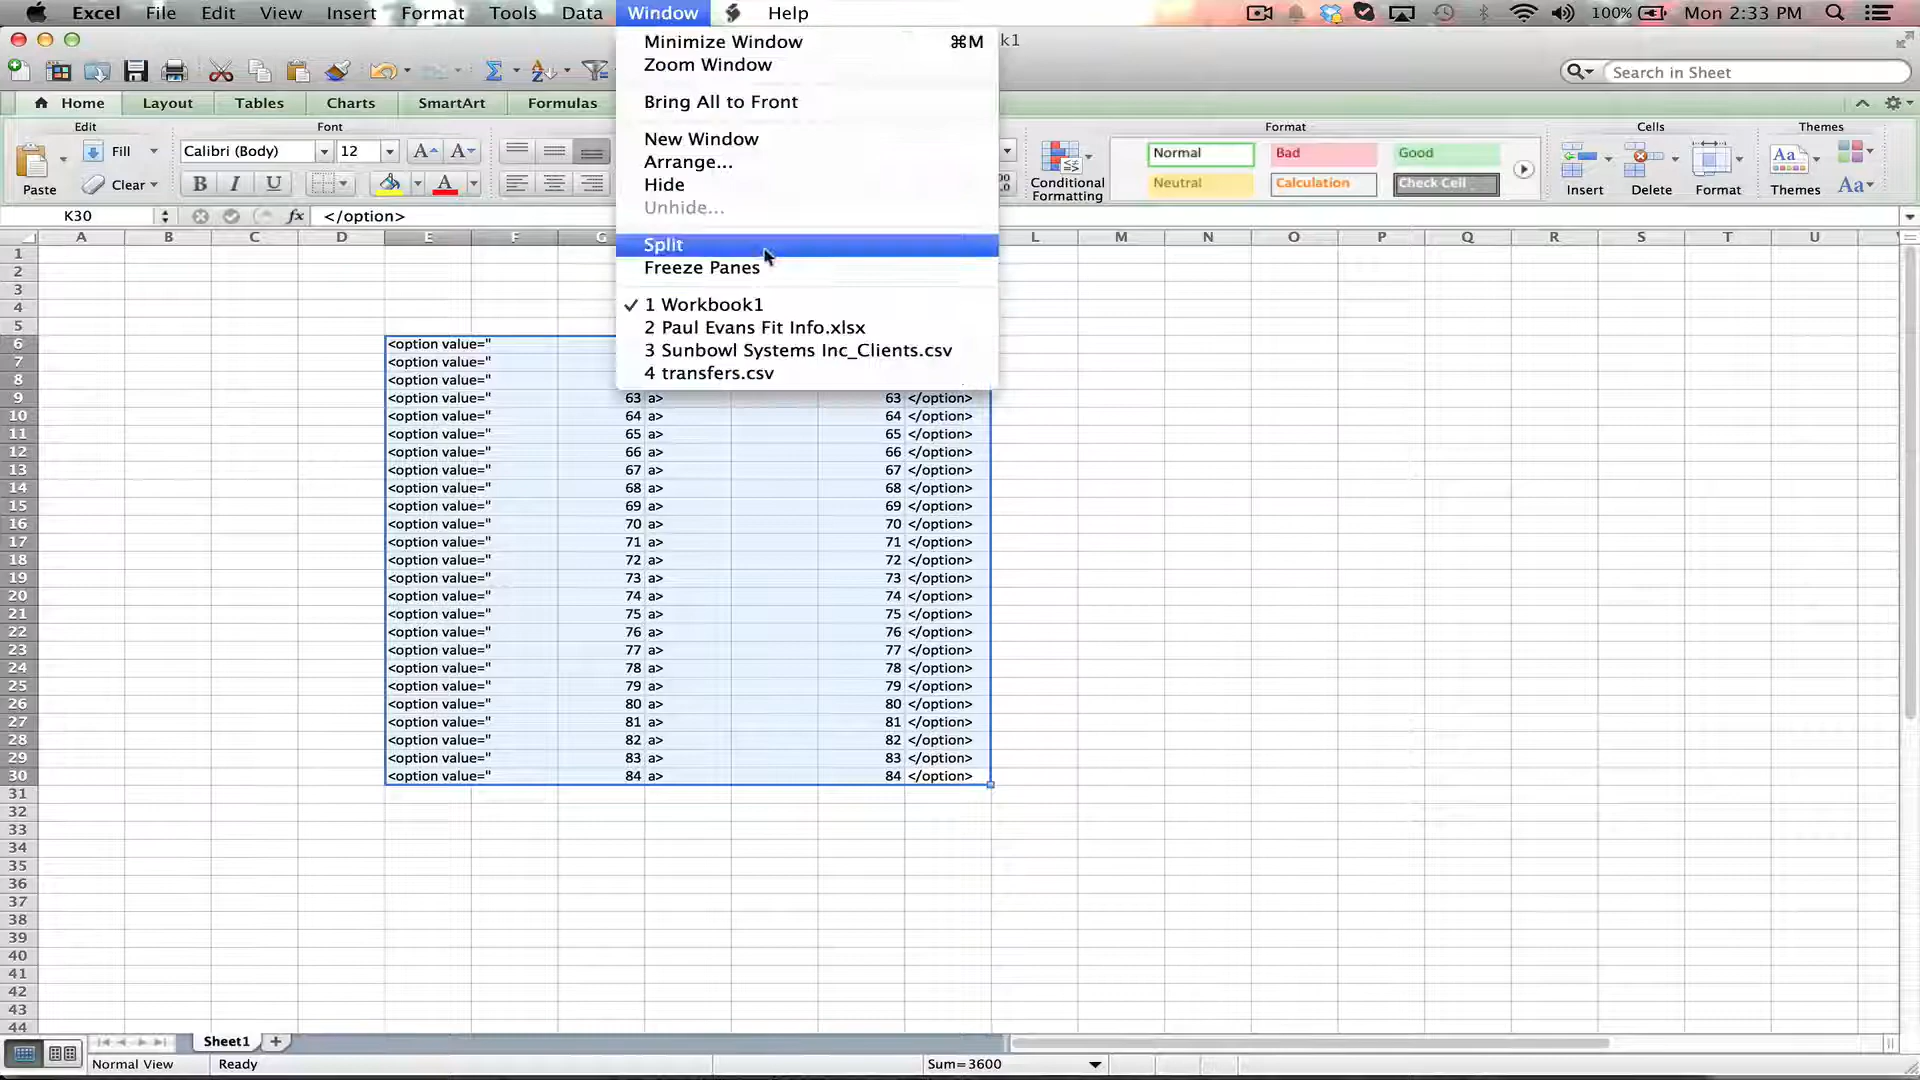 Excel File Edit View Insert Format Tools Data Window Help 100% Mon 2:33 PM
k1
Search in Sheet
Home Layout Tables Charts SmartArt Formulas
Edit Font Format Cells Themes
Paste Fill Clear
Calibri (Body) 12 A A
B I U A
Conditional Formatting
Normal Bad Good
Neutral Calculation Check Cell
Insert Delete Format Themes Aa
K30 fx </option>
Minimize Window ⌘M
Zoom Window
Bring All to Front
New Window
Arrange...
Hide
Unhide...
Split
Freeze Panes
✓ 1 Workbook1
2 Paul Evans Fit Info.xlsx
3 Sunbowl Systems Inc_Clients.csv
4 transfers.csv
A B C D E F G L M N O P Q R S T U
1
2
3
4
5
6 <option value="
7 <option value="
8 <option value="
9 <option value=" 63 a> 63 </option>
10 <option value=" 64 a> 64 </option>
11 <option value=" 65 a> 65 </option>
12 <option value=" 66 a> 66 </option>
13 <option value=" 67 a> 67 </option>
14 <option value=" 68 a> 68 </option>
15 <option value=" 69 a> 69 </option>
16 <option value=" 70 a> 70 </option>
17 <option value=" 71 a> 71 </option>
18 <option value=" 72 a> 72 </option>
19 <option value=" 73 a> 73 </option>
20 <option value=" 74 a> 74 </option>
21 <option value=" 75 a> 75 </option>
22 <option value=" 76 a> 76 </option>
23 <option value=" 77 a> 77 </option>
24 <option value=" 78 a> 78 </option>
25 <option value=" 79 a> 79 </option>
26 <option value=" 80 a> 80 </option>
27 <option value=" 81 a> 81 </option>
28 <option value=" 82 a> 82 </option>
29 <option value=" 83 a> 83 </option>
30 <option value=" 84 a> 84 </option>
31
32
33
34
35
36
37
38
39
40
41
42
43
44
Sheet1
Normal View Ready Sum=3600